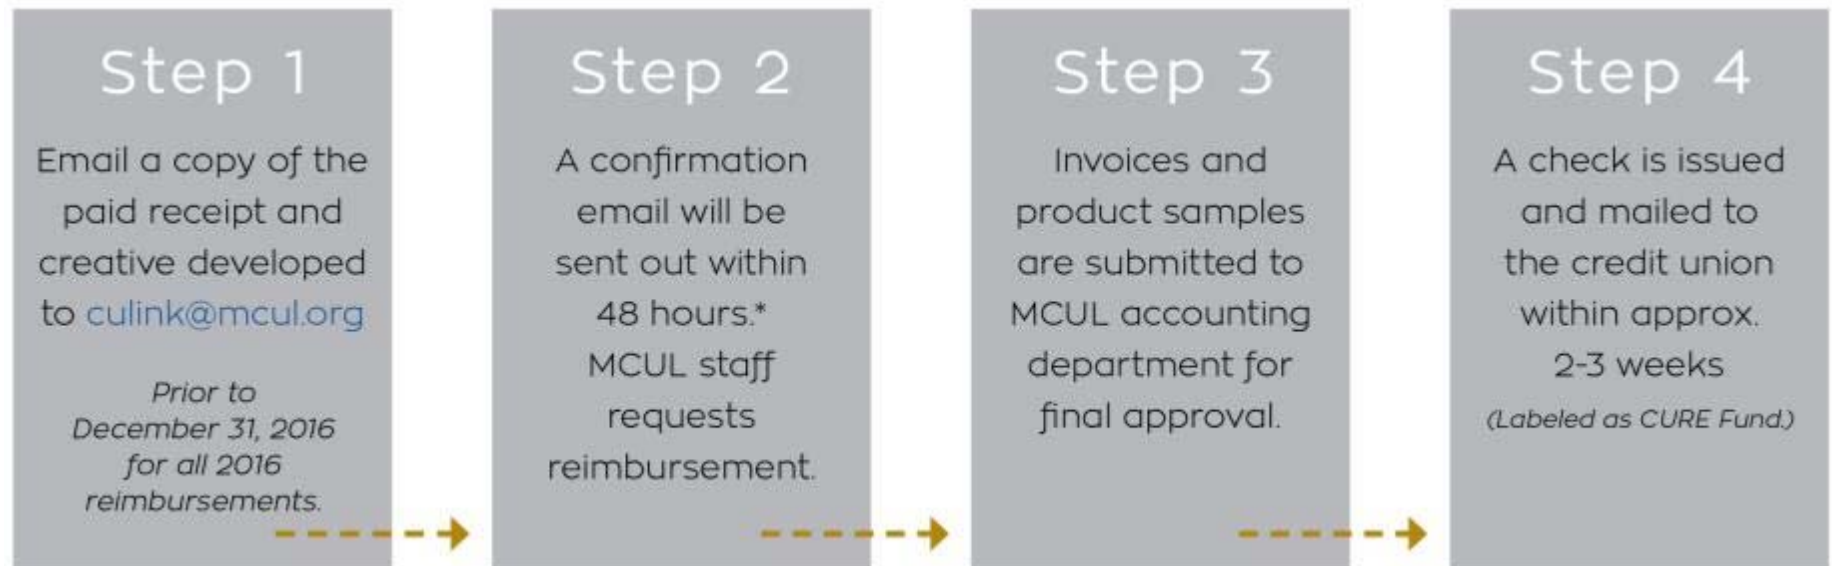 Step 1
Email a copy of the
paid receipt and
creative developed
to culink@mcul.org
Prior to
December 31, 2016
for all 2016
reimbursements.
Step 2
A confirmation
email will be
sent out within
48 hours.*
MCUL staff
requests
reimbursement.
Step 3
Invoices and
product samples
are submitted to
MCUL accounting
department for
final approval.
Step 4
A check is issued
and mailed to
the credit union
within approx.
2-3 weeks
(Labeled as CURE Fund.)